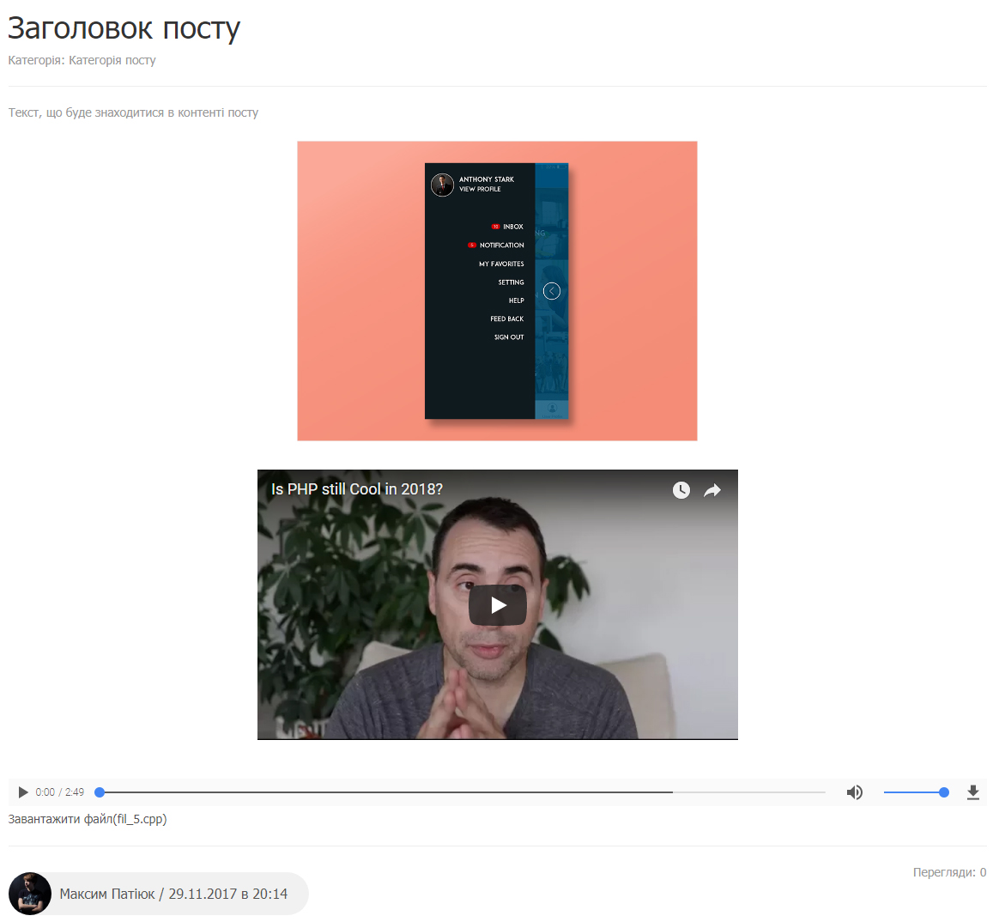 Заголовок посту
Категорія: Категорія посту
Текст, що буде знаходитися в контенті посту
ANTHONY STARK
VIEW PROFILE
10 INBOX
NOTIFICATION
MY FAVORITES
SETTING
HELP
FEED BACK
SIGN OUT
Is PHP still Cool in 2018?
0:00 / 2:49
Завантажити файл(fil_5.cpp)
Перегляди: 0
Максим Патіюк / 29.11.2017 в 20:14